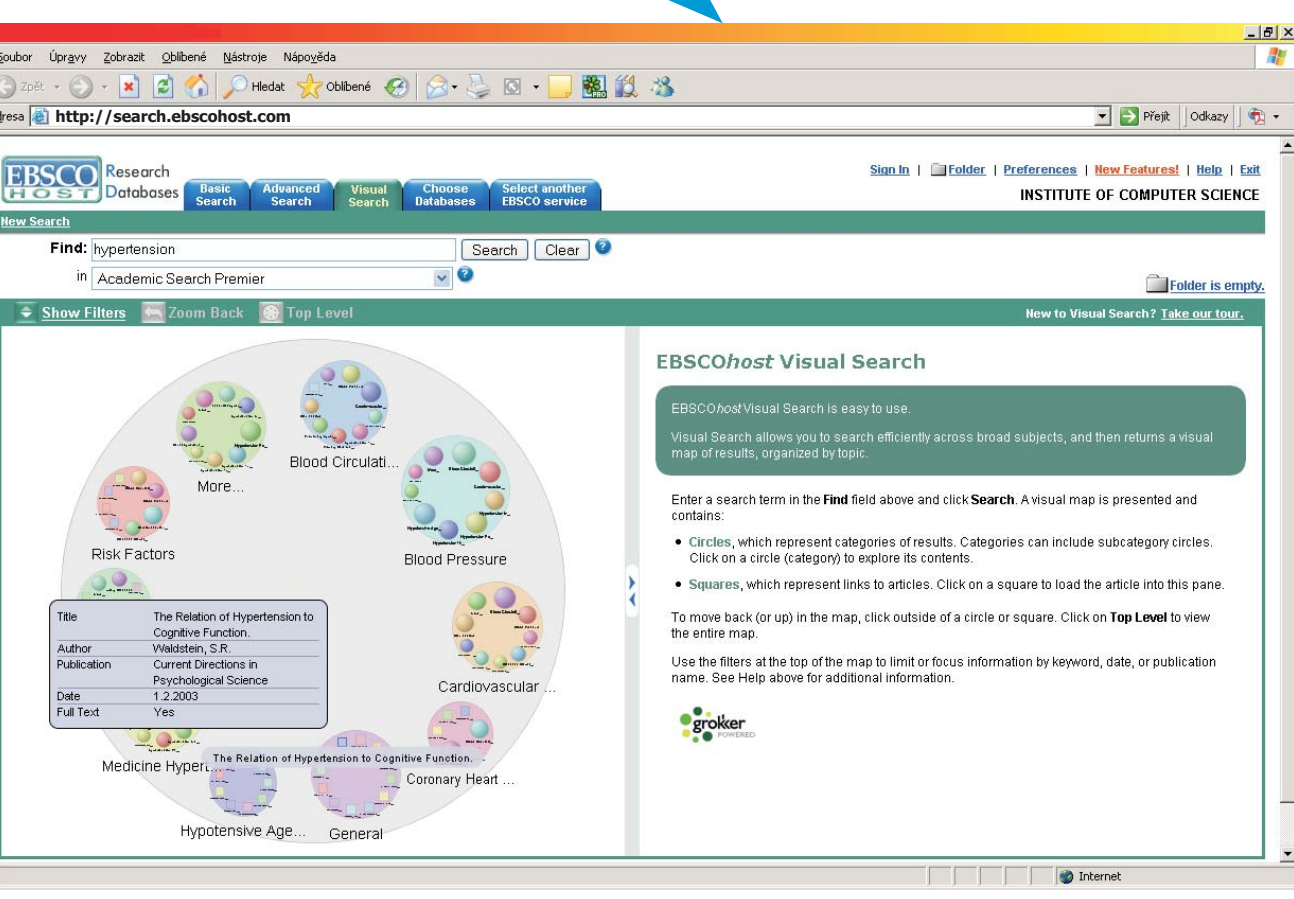 Soubor Úpravy Zobrazit Oblíbené Nástroje Nápověda
Zpět Hledat Oblíbené
http://search.ebscohost.com Přejít Odkazy
EBSCO HOST Research Databases
Basic Search Advanced Search Visual Search Choose Databases Select another EBSCO service
Sign In | Folder | Preferences | New Features! | Help | Exit
INSTITUTE OF COMPUTER SCIENCE
New Search
Find: hypertension Search Clear
in Academic Search Premier
Folder is empty.
Show Filters Zoom Back Top Level
New to Visual Search? Take our tour.
Blood Circulati...
More...
Risk Factors
Blood Pressure
Title The Relation of Hypertension to
Cognitive Function.
Author Waldstein, S.R.
Publication Current Directions in
Psychological Science
Date 1.2.2003
Full Text Yes
Cardiovascular ...
The Relation of Hypertension to Cognitive Function.
Medicine Hypert...
Coronary Heart ...
Hypotensive Age...
General
EBSCOhost Visual Search
EBSCOhost Visual Search is easy to use.
Visual Search allows you to search efficiently across broad subjects, and then returns a visual
map of results, organized by topic.
Enter a search term in the Find field above and click Search. A visual map is presented and
contains:
Circles, which represent categories of results. Categories can include subcategory circles.
Click on a circle (category) to explore its contents.
Squares, which represent links to articles. Click on a square to load the article into this pane.
To move back (or up) in the map, click outside of a circle or square. Click on Top Level to view
the entire map.
Use the filters at the top of the map to limit or focus information by keyword, date, or publication
name. See Help above for additional information.
grokker
POWERED
Internet